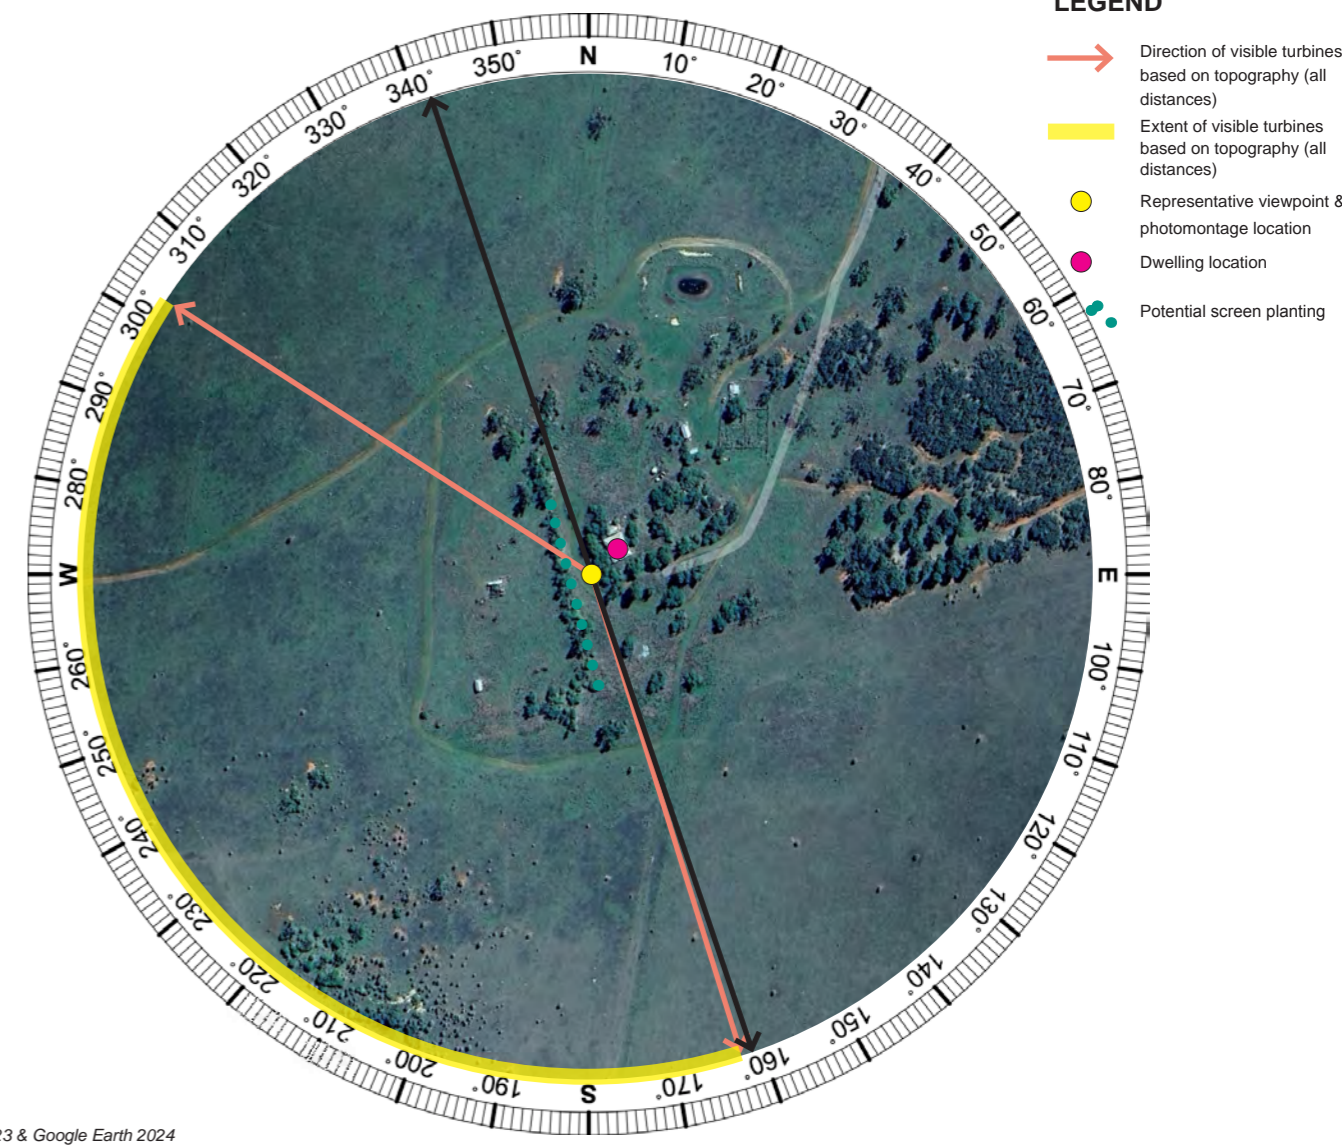 LEGEND
Direction of visible turbines
based on topography (all
distances)
Extent of visible turbines
based on topography (all
distances)
Representative viewpoint &
photomontage location
Dwelling location
Potential screen planting
N
10°
20°
30°
40°
50°
60°
70°
80°
E
100°
110°
120°
130°
140°
150°
160°
170°
S
190°
200°
210°
220°
230°
240°
250°
260°
W
280°
290°
300°
310°
320°
330°
340°
350°
23 & Google Earth 2024